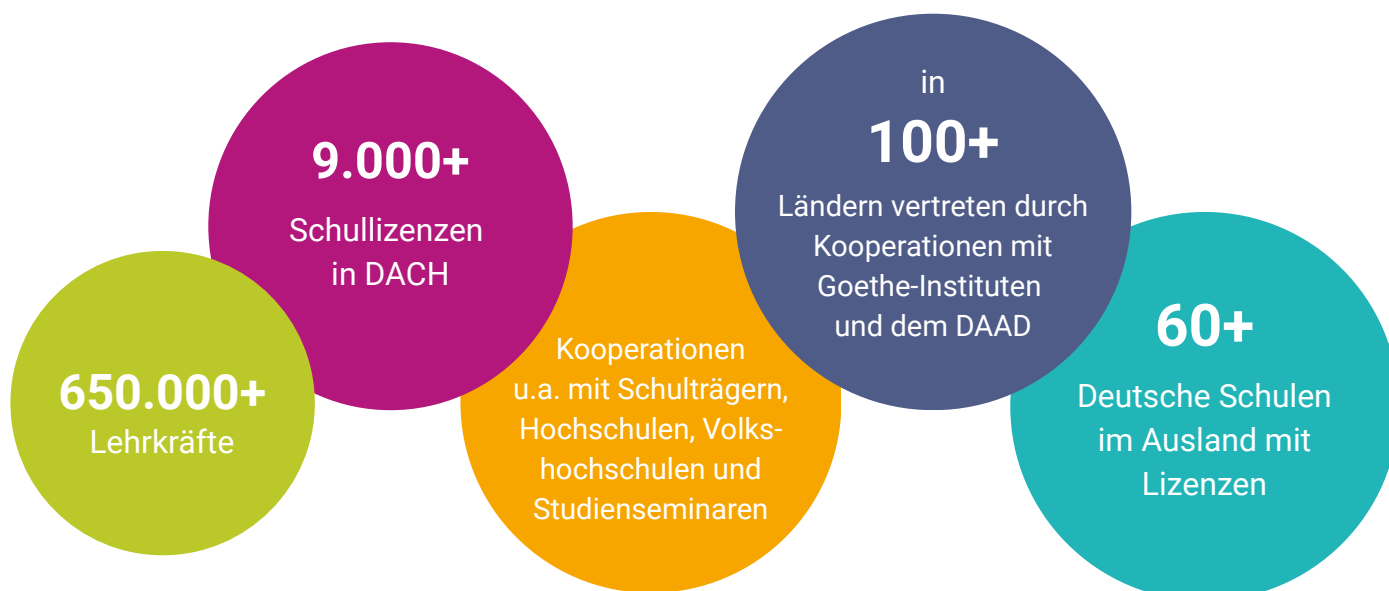 650.000+
Lehrkräfte
9.000+
Schullizenzen
in DACH
Kooperationen
u.a. mit Schulträgern,
Hochschulen, Volks-
hochschulen und
Studienseminaren
in
100+
Ländern vertreten durch
Kooperationen mit
Goethe-Instituten
und dem DAAD
60+
Deutsche Schulen
im Ausland mit
Lizenzen